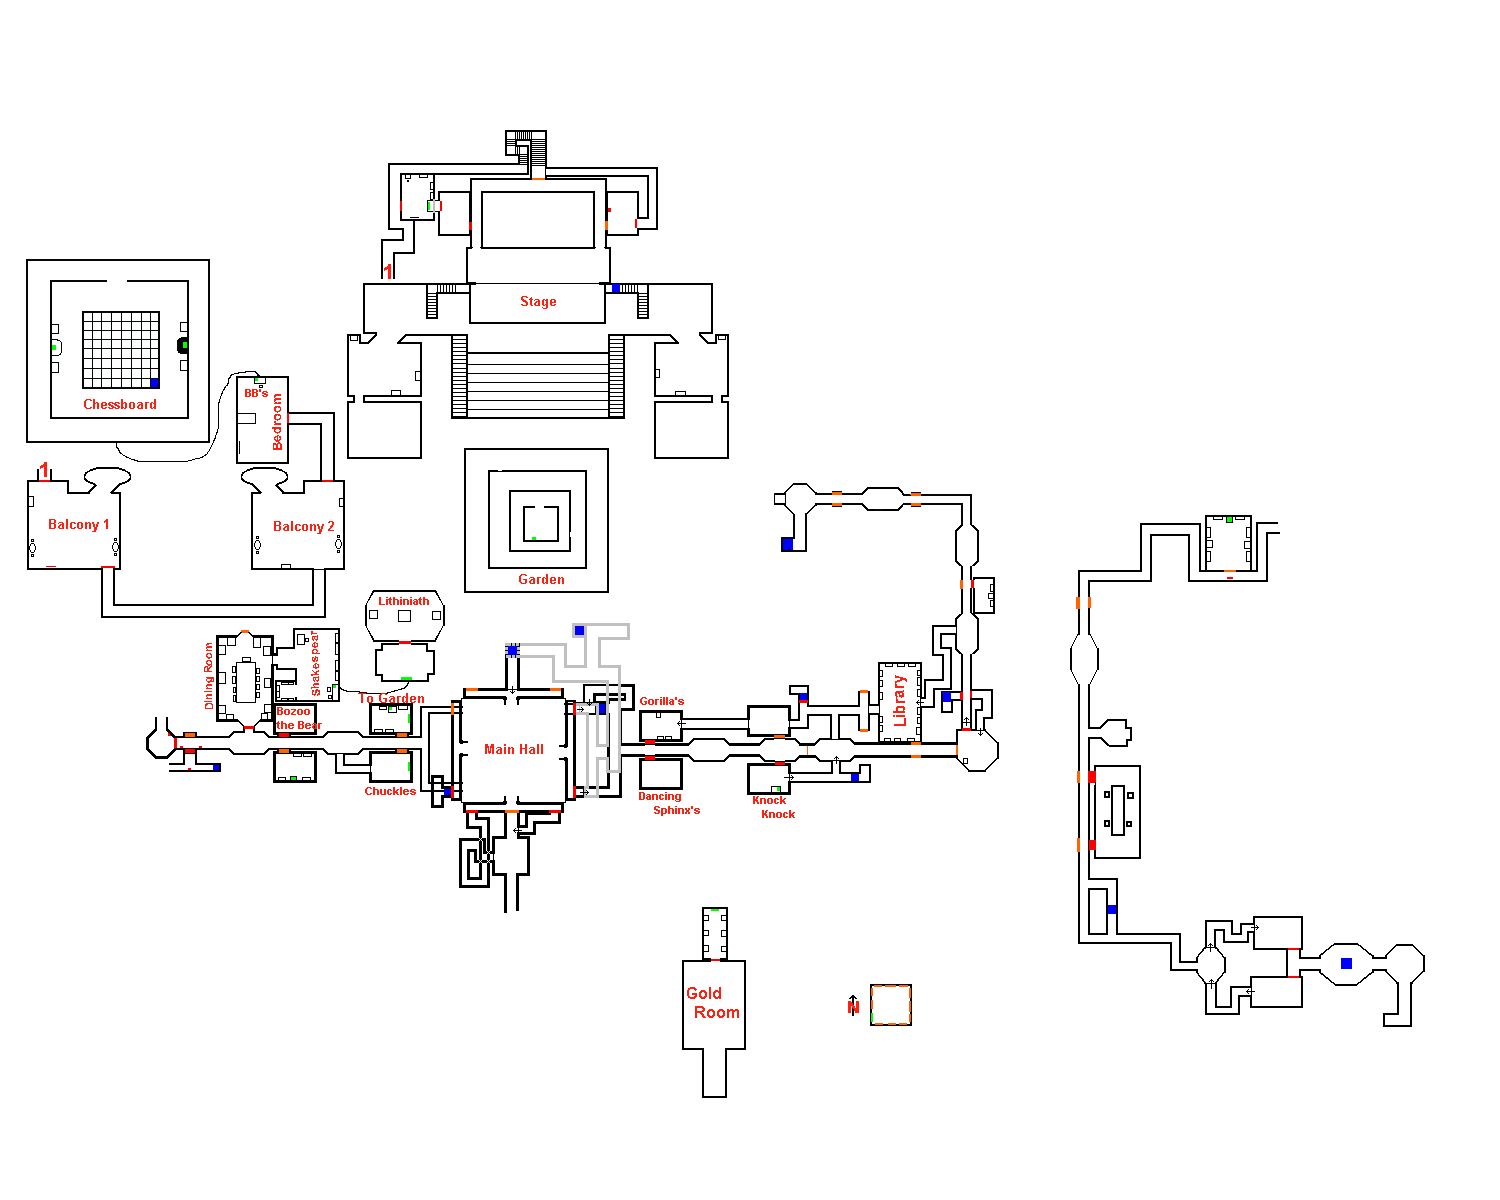 1
Stage
Chessboard
BB's
Bedroom
1
Balcony 1
Balcony 2
Garden
Lithiniath
Dining Room
Shakespear
To Garden
Bozoo
the Bear
Gorilla's
Library
Main Hall
Chuckles
Dancing
Sphinx's
Knock
Knock
Gold
Room
N